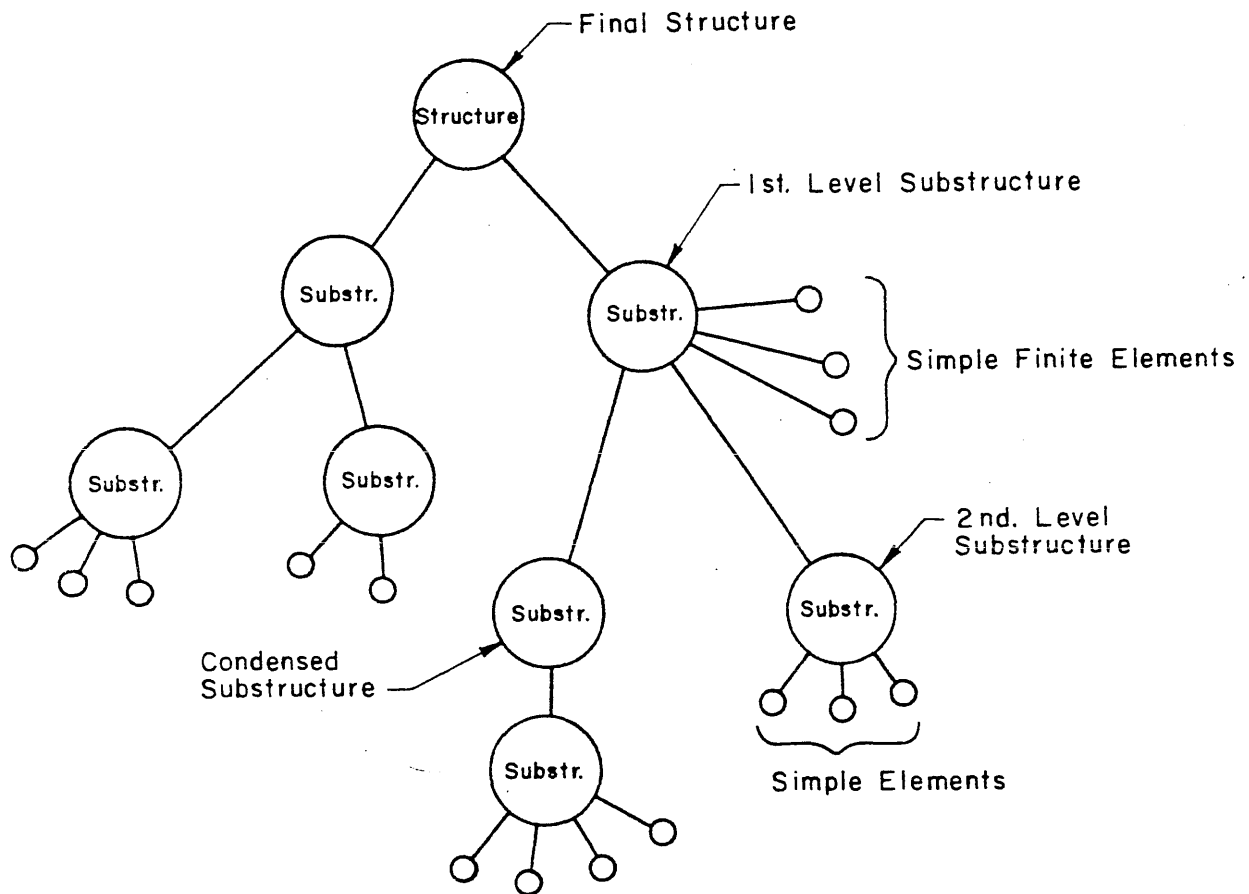 Final Structure
Structure
1st. Level Substructure
Substr.
Substr.
Simple Finite Elements
Substr.
Substr.
2nd. Level
Substructure
Substr.
Substr.
Condensed
Substructure
Substr.
Simple Elements